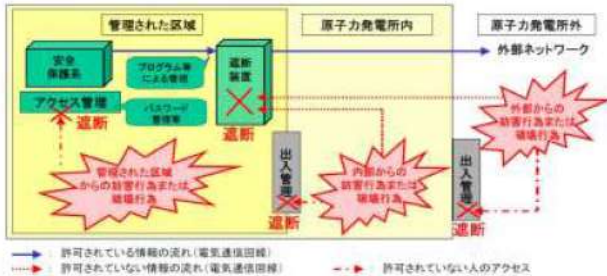 管理された区域
原子力発電所内
原子力発電所外
安全
保護系
プログラム等
による管理
遮断
装置
外部ネットワーク
アクセス管理
パスワード
管理等
遮断
遮断
外部からの
妨害行為または
破壊行為
管理された区域
からの妨害行為または
破壊行為
出入管理
遮断
内部からの
妨害行為または
破壊行為
出入管理
遮断
: 許可されている情報の流れ(電気通信回線)
: 許可されていない情報の流れ(電気通信回線)
: 許可されていない人のアクセス